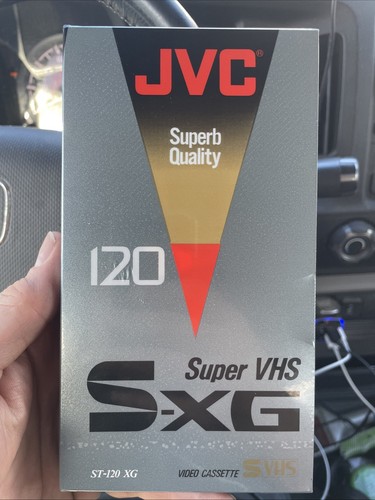 JVC®
Superb
Quality
120
Super VHS
S-XG
ST-120 XG
VIDEO CASSETTE S VHS